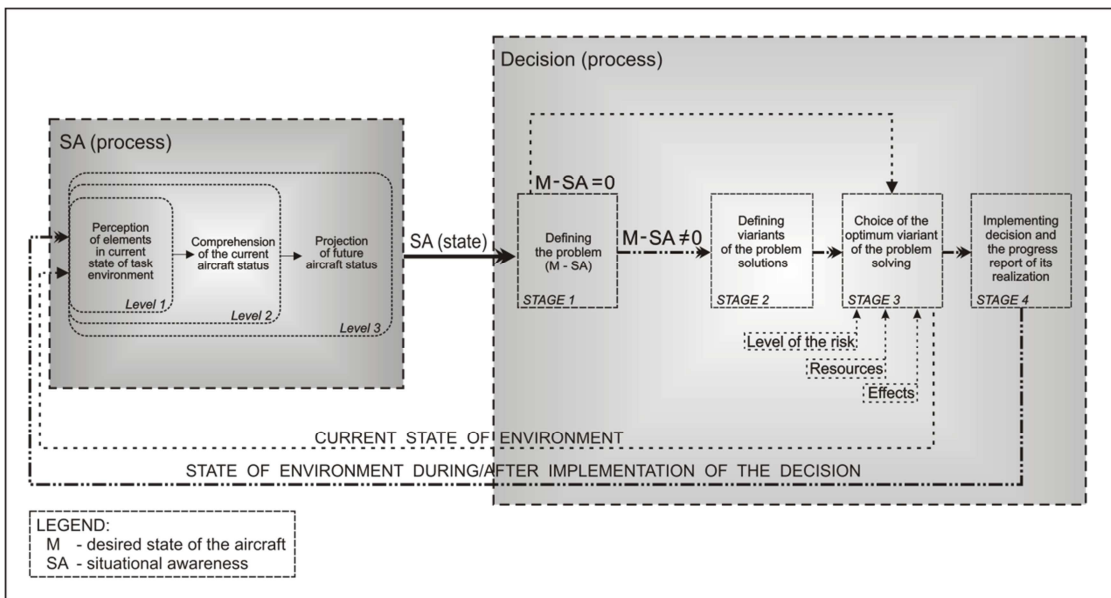 Decision (process)
SA (process)
Perception
of elements
in current
state of task
environment
Level 1
Comprehension
of the current
aircraft status
Level 2
Projection
of future
aircraft status
Level 3
SA (state)
M-SA=0
Defining
the problem
(M - SA)
STAGE 1
M-SA≠0
Defining
variants
of the problem
solutions
STAGE 2
Choice of the
optimum variant
of the problem
solving
STAGE 3
Implementing
decision and
the progress
report of its
realization
STAGE 4
Level of the risk
Resources
Effects
CURRENT STATE OF ENVIRONMENT
STATE OF ENVIRONMENT DURING/AFTER IMPLEMENTATION OF THE DECISION
LEGEND:
M - desired state of the aircraft
SA - situational awareness